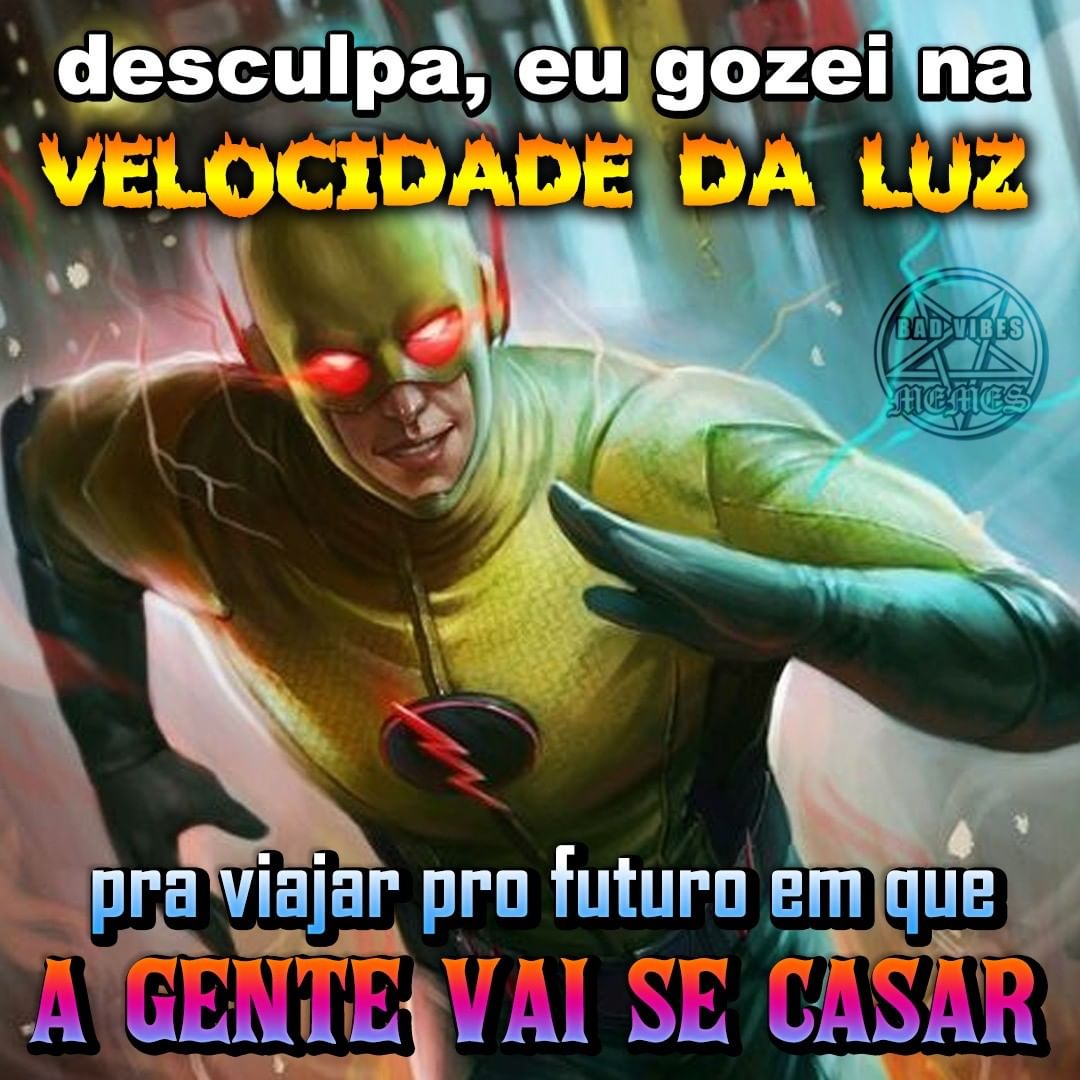 desculpa, eu gozei na
VELOCIDADE DA LUZ
BAD VIBES
MEMES
pra viajar pro futuro em que
A GENTE VAI SE CASAR